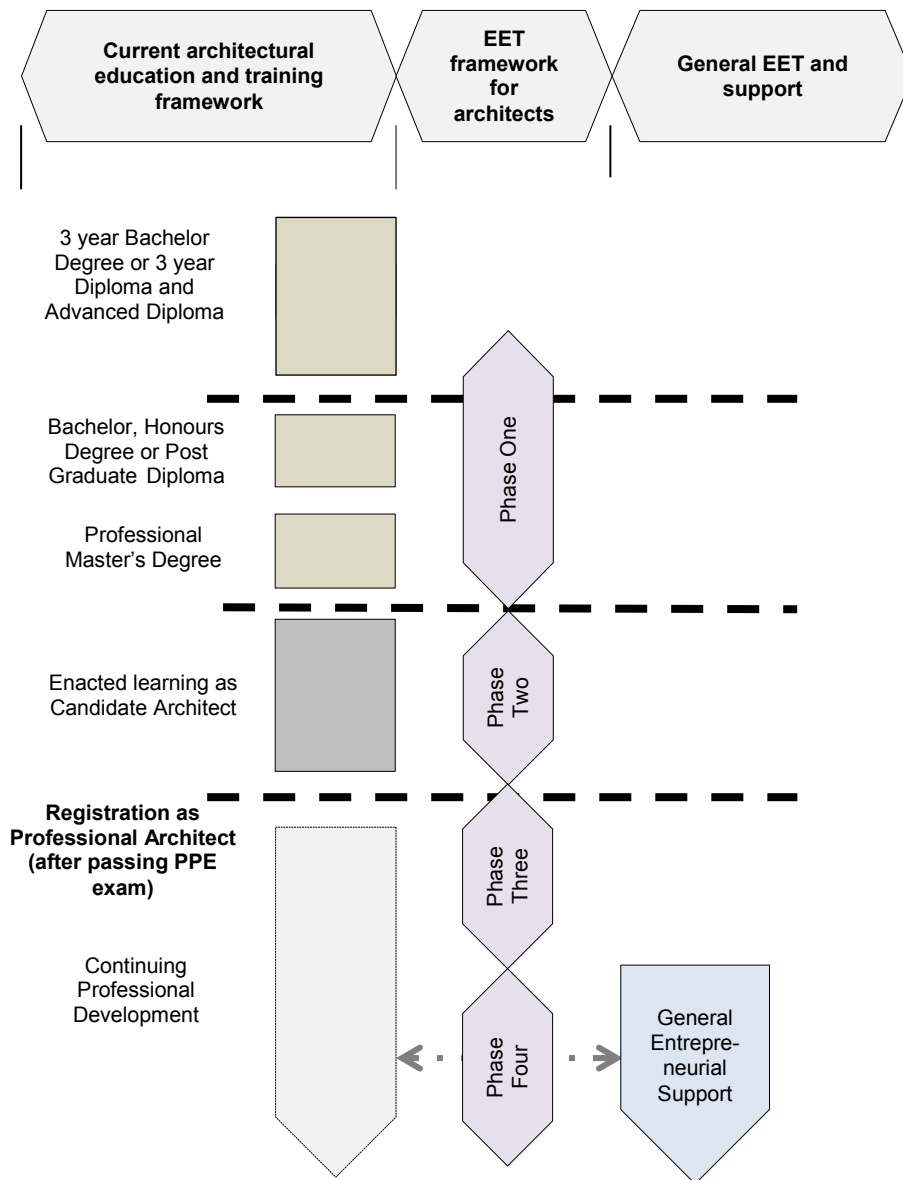 Current architectural
education and training
framework
EET
framework
for
architects
General EET and
support
3 year Bachelor
Degree or 3 year
Diploma and
Advanced Diploma
Bachelor, Honours
Degree or Post
Graduate Diploma
Professional
Master's Degree
Phase One
Enacted learning as
Candidate Architect
Phase
Two
Registration as
Professional Architect
(after passing PPE
exam)
Phase
Three
Continuing
Professional
Development
Phase
Four
General
Entrepre-
neurial
Support